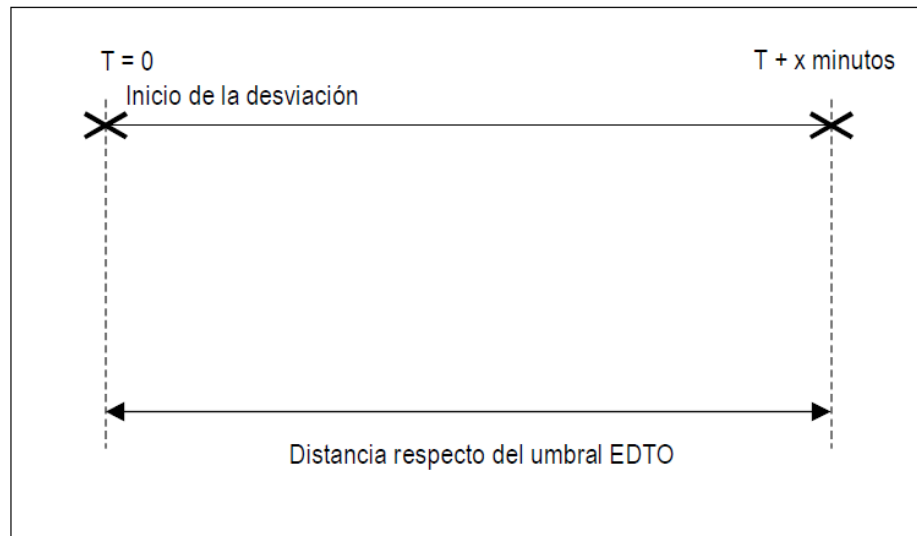 T = 0
T + x minutos
Inicio de la desviación
Distancia respecto del umbral EDTO